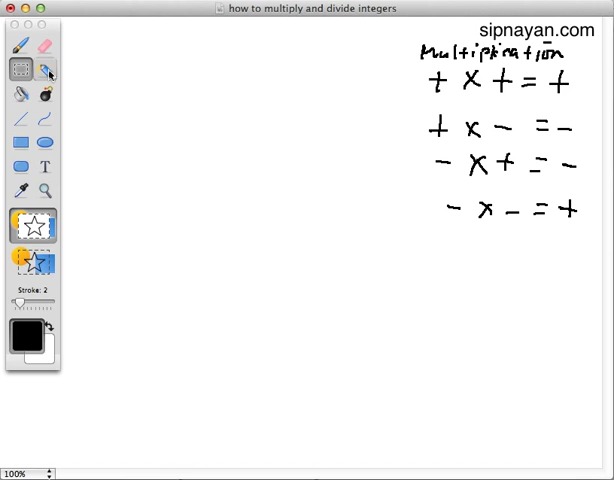 how to multiply and divide integers
sipnayan.com
Multiplication
+ x + = +
+ x - = -
- x + = -
- x - = +
T
Stroke: 2
100%